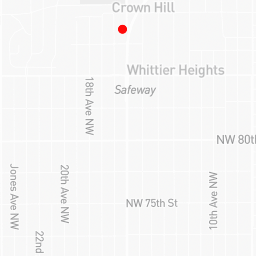 Crown Hill
Whittier Heights
Safeway
18th Ave NW
NW 80th
Jones Ave NW
20th Ave NW
10th Ave NW
NW 75th St
22nd